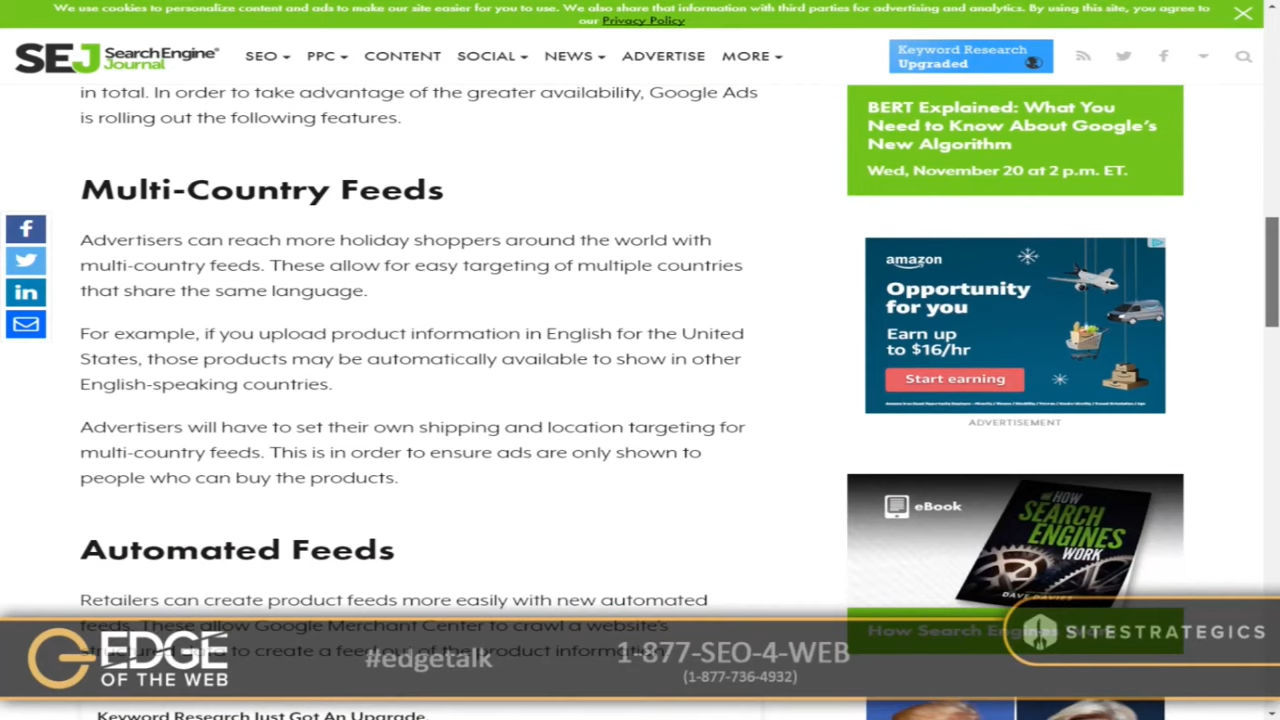 We use cookies to personalize content and ads to make our site easier for you to use. We also share that information with third parties for advertising and analytics. By using this site, you agree to
our Privacy Policy
SEJ Search Engine Journal
SEO PPC CONTENT SOCIAL NEWS ADVERTISE MORE
Keyword Research
Upgraded
in total. In order to take advantage of the greater availability, Google Ads
is rolling out the following features.
Multi-Country Feeds
Advertisers can reach more holiday shoppers around the world with
multi-country feeds. These allow for easy targeting of multiple countries
that share the same language.
For example, if you upload product information in English for the United
States, those products may be automatically available to show in other
English-speaking countries.
Advertisers will have to set their own shipping and location targeting for
multi-country feeds. This is in order to ensure ads are only shown to
people who can buy the products.
Automated Feeds
Retailers can create product feeds more easily with new automated
feeds. These allow Google Merchant Center to crawl a website's
structured data to create a feed out of the product information.
Keyword Research Just Got An Upgrade
BERT Explained: What You
Need to Know About Google's
New Algorithm
Wed, November 20 at 2 p.m. ET.
amazon
Opportunity
for you
Earn up
to $16/hr
Start earning
ADVERTISEMENT
eBook
HOW
SEARCH
ENGINES
WORK
DAVE DAVIES
How Search Engines
EDGE
OF THE WEB
#edgetalk
1-877-SEO-4-WEB
(1-877-736-4932)
SITESTRATEGICS